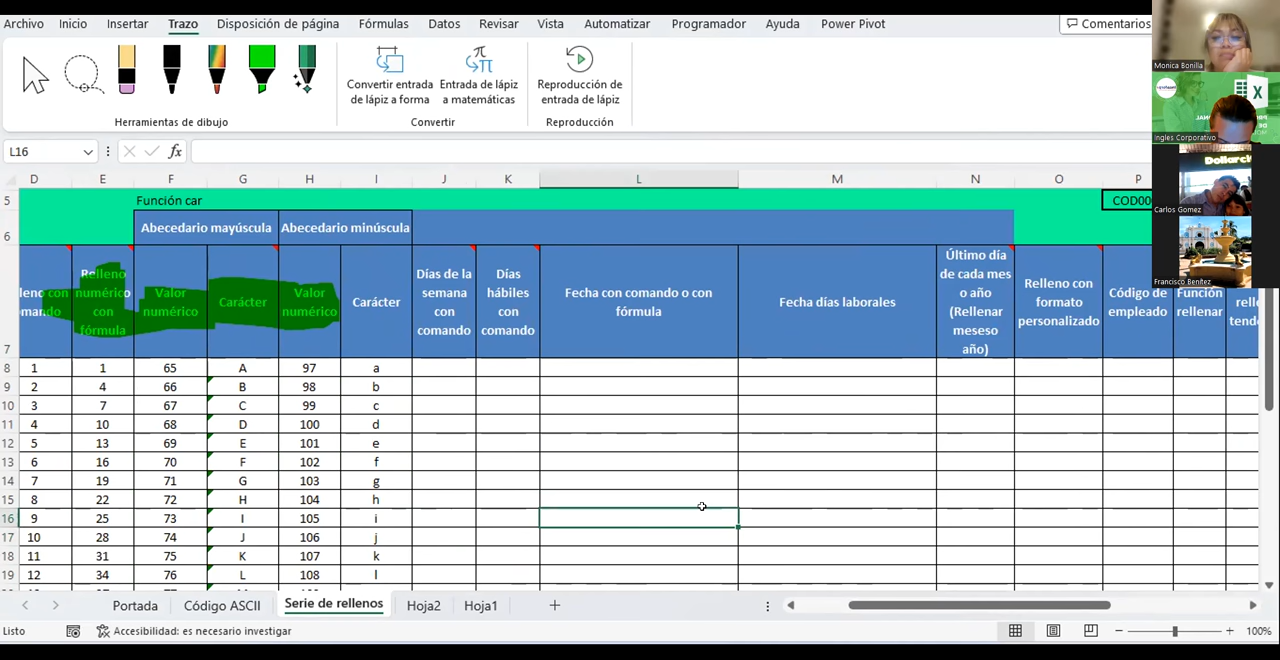 Archivo Inicio Insertar Trazo Disposición de página Fórmulas Datos Revisar Vista Automatizar Programador Ayuda Power Pivot Comentarios
Convertir entrada de lápiz a forma
Entrada de lápiz a matemáticas
Reproducción de entrada de lápiz
Herramientas de dibujo Convertir Reproducción
L16 fx
D E F G H I J K L M N O P
5 Función car
6 Abecedario mayúscula Abecedario minúscula
7
Relleno
numérico
con
fórmula
Valor
numérico
Carácter
Valor
numérico
Carácter
Días de la
semana
con
comando
Días
hábiles
con
comando
Fecha con comando o con
fórmula
Fecha días laborales
Último día
de cada mes
o año
(Rellenar
meseso
año)
Relleno con
formato
personalizado
Código de
empleado
Función
rellenar
8 1 1 65 A 97 a
9 2 4 66 B 98 b
10 3 7 67 C 99 c
11 4 10 68 D 100 d
12 5 13 69 E 101 e
13 6 16 70 F 102 f
14 7 19 71 G 103 g
15 8 22 72 H 104 h
16 9 25 73 I 105 i
17 10 28 74 J 106 j
18 11 31 75 K 107 k
19 12 34 76 L 108 l
Portada Código ASCII Serie de rellenos Hoja2 Hoja1
Listo Accesibilidad: es necesario investigar 100%
Monica Bonilla
Ingles Corporativo
Carlos Gomez
Francisco Benítez